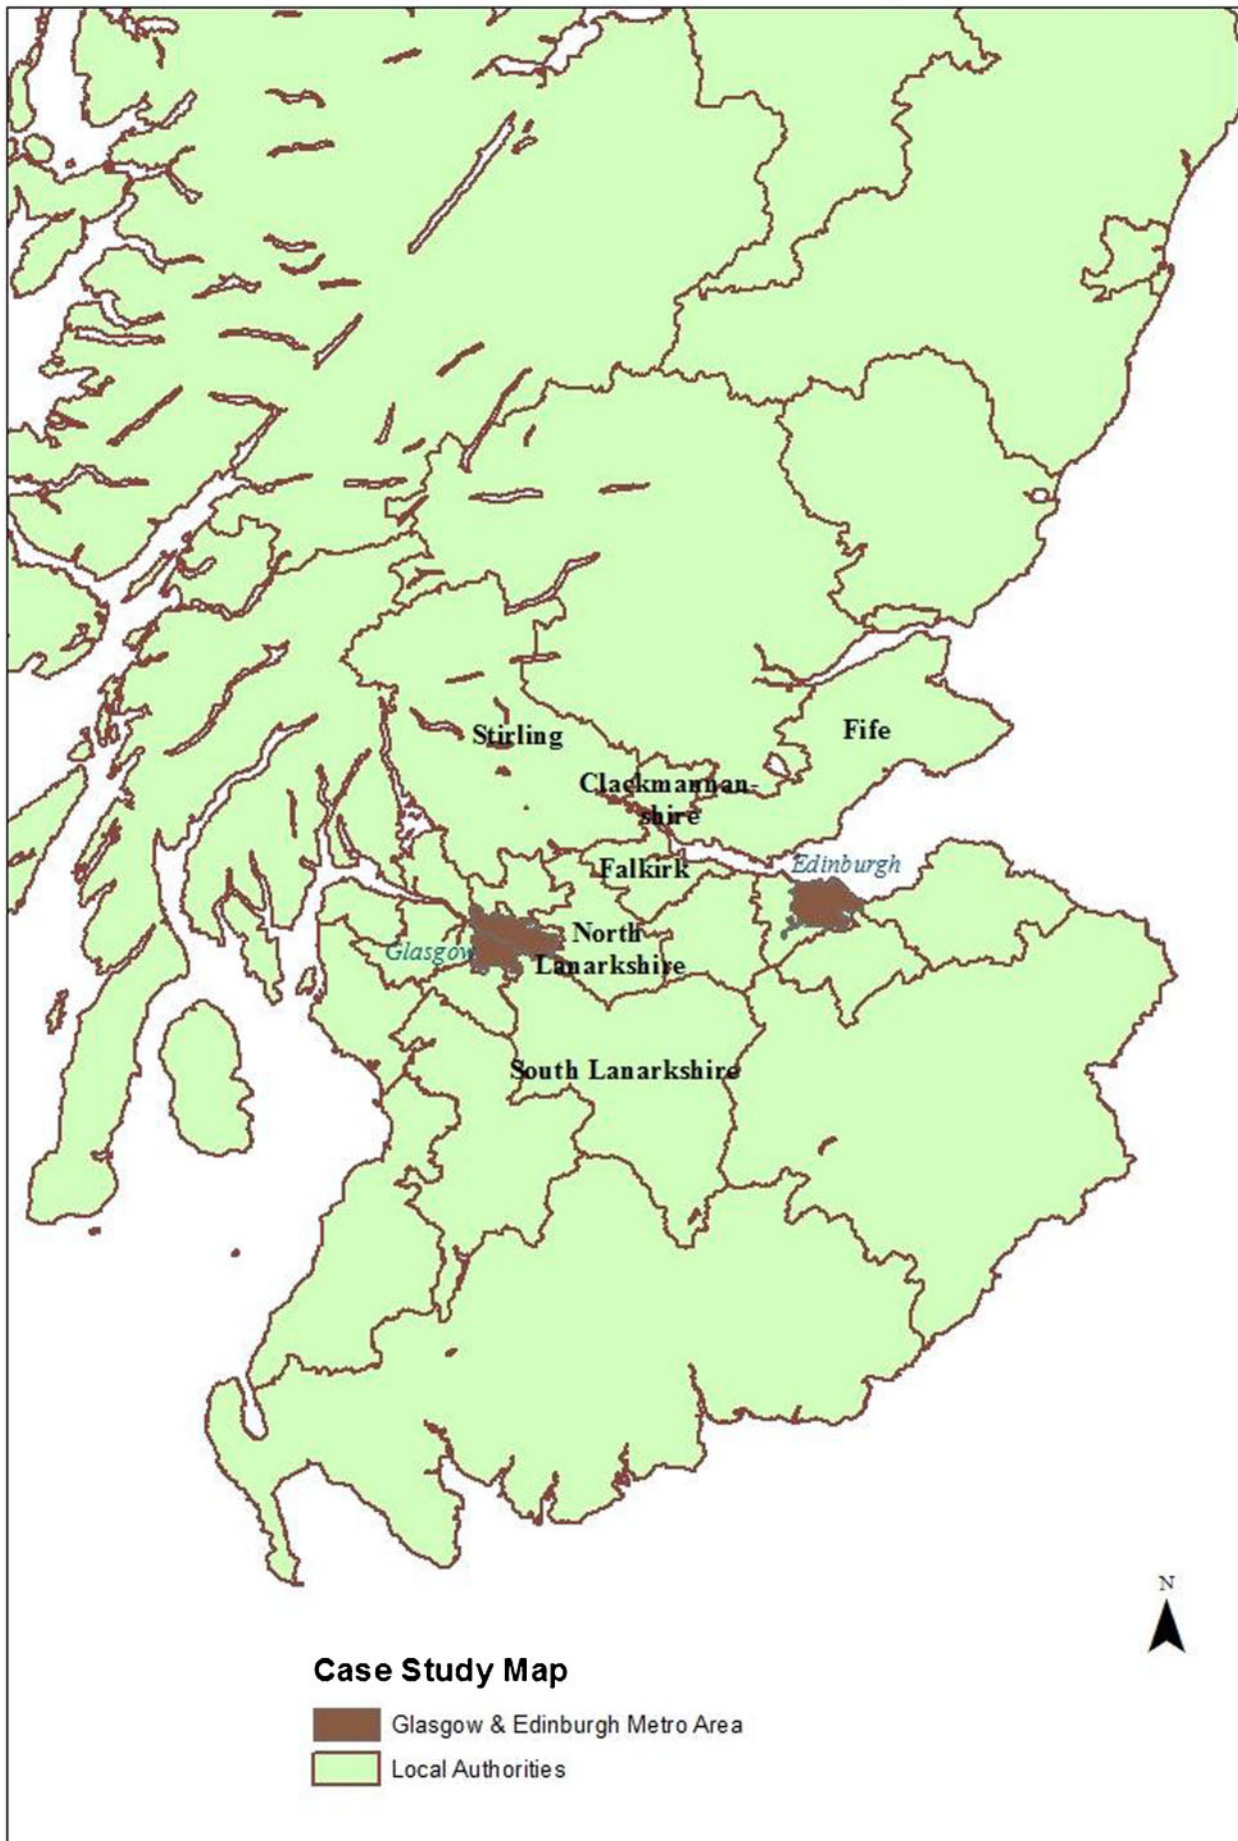 Stirling
Fife
Clackmannan-
shire
Falkirk
Edinburgh
North
Lanarkshire
Glasgow
South Lanarkshire
N
Case Study Map
Glasgow & Edinburgh Metro Area
Local Authorities